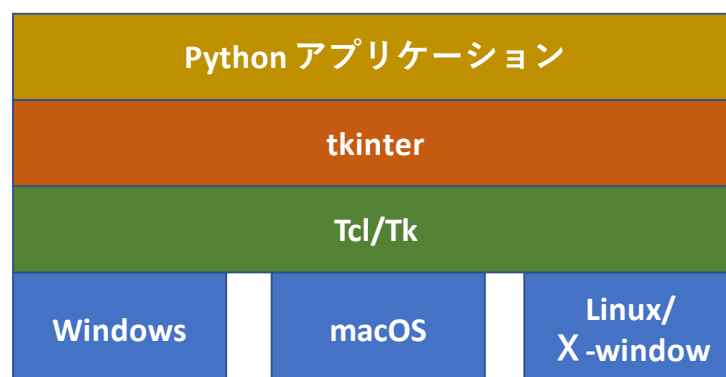 Python アプリケーション
tkinter
Tcl/Tk
Windows
macOS
Linux/
X -window